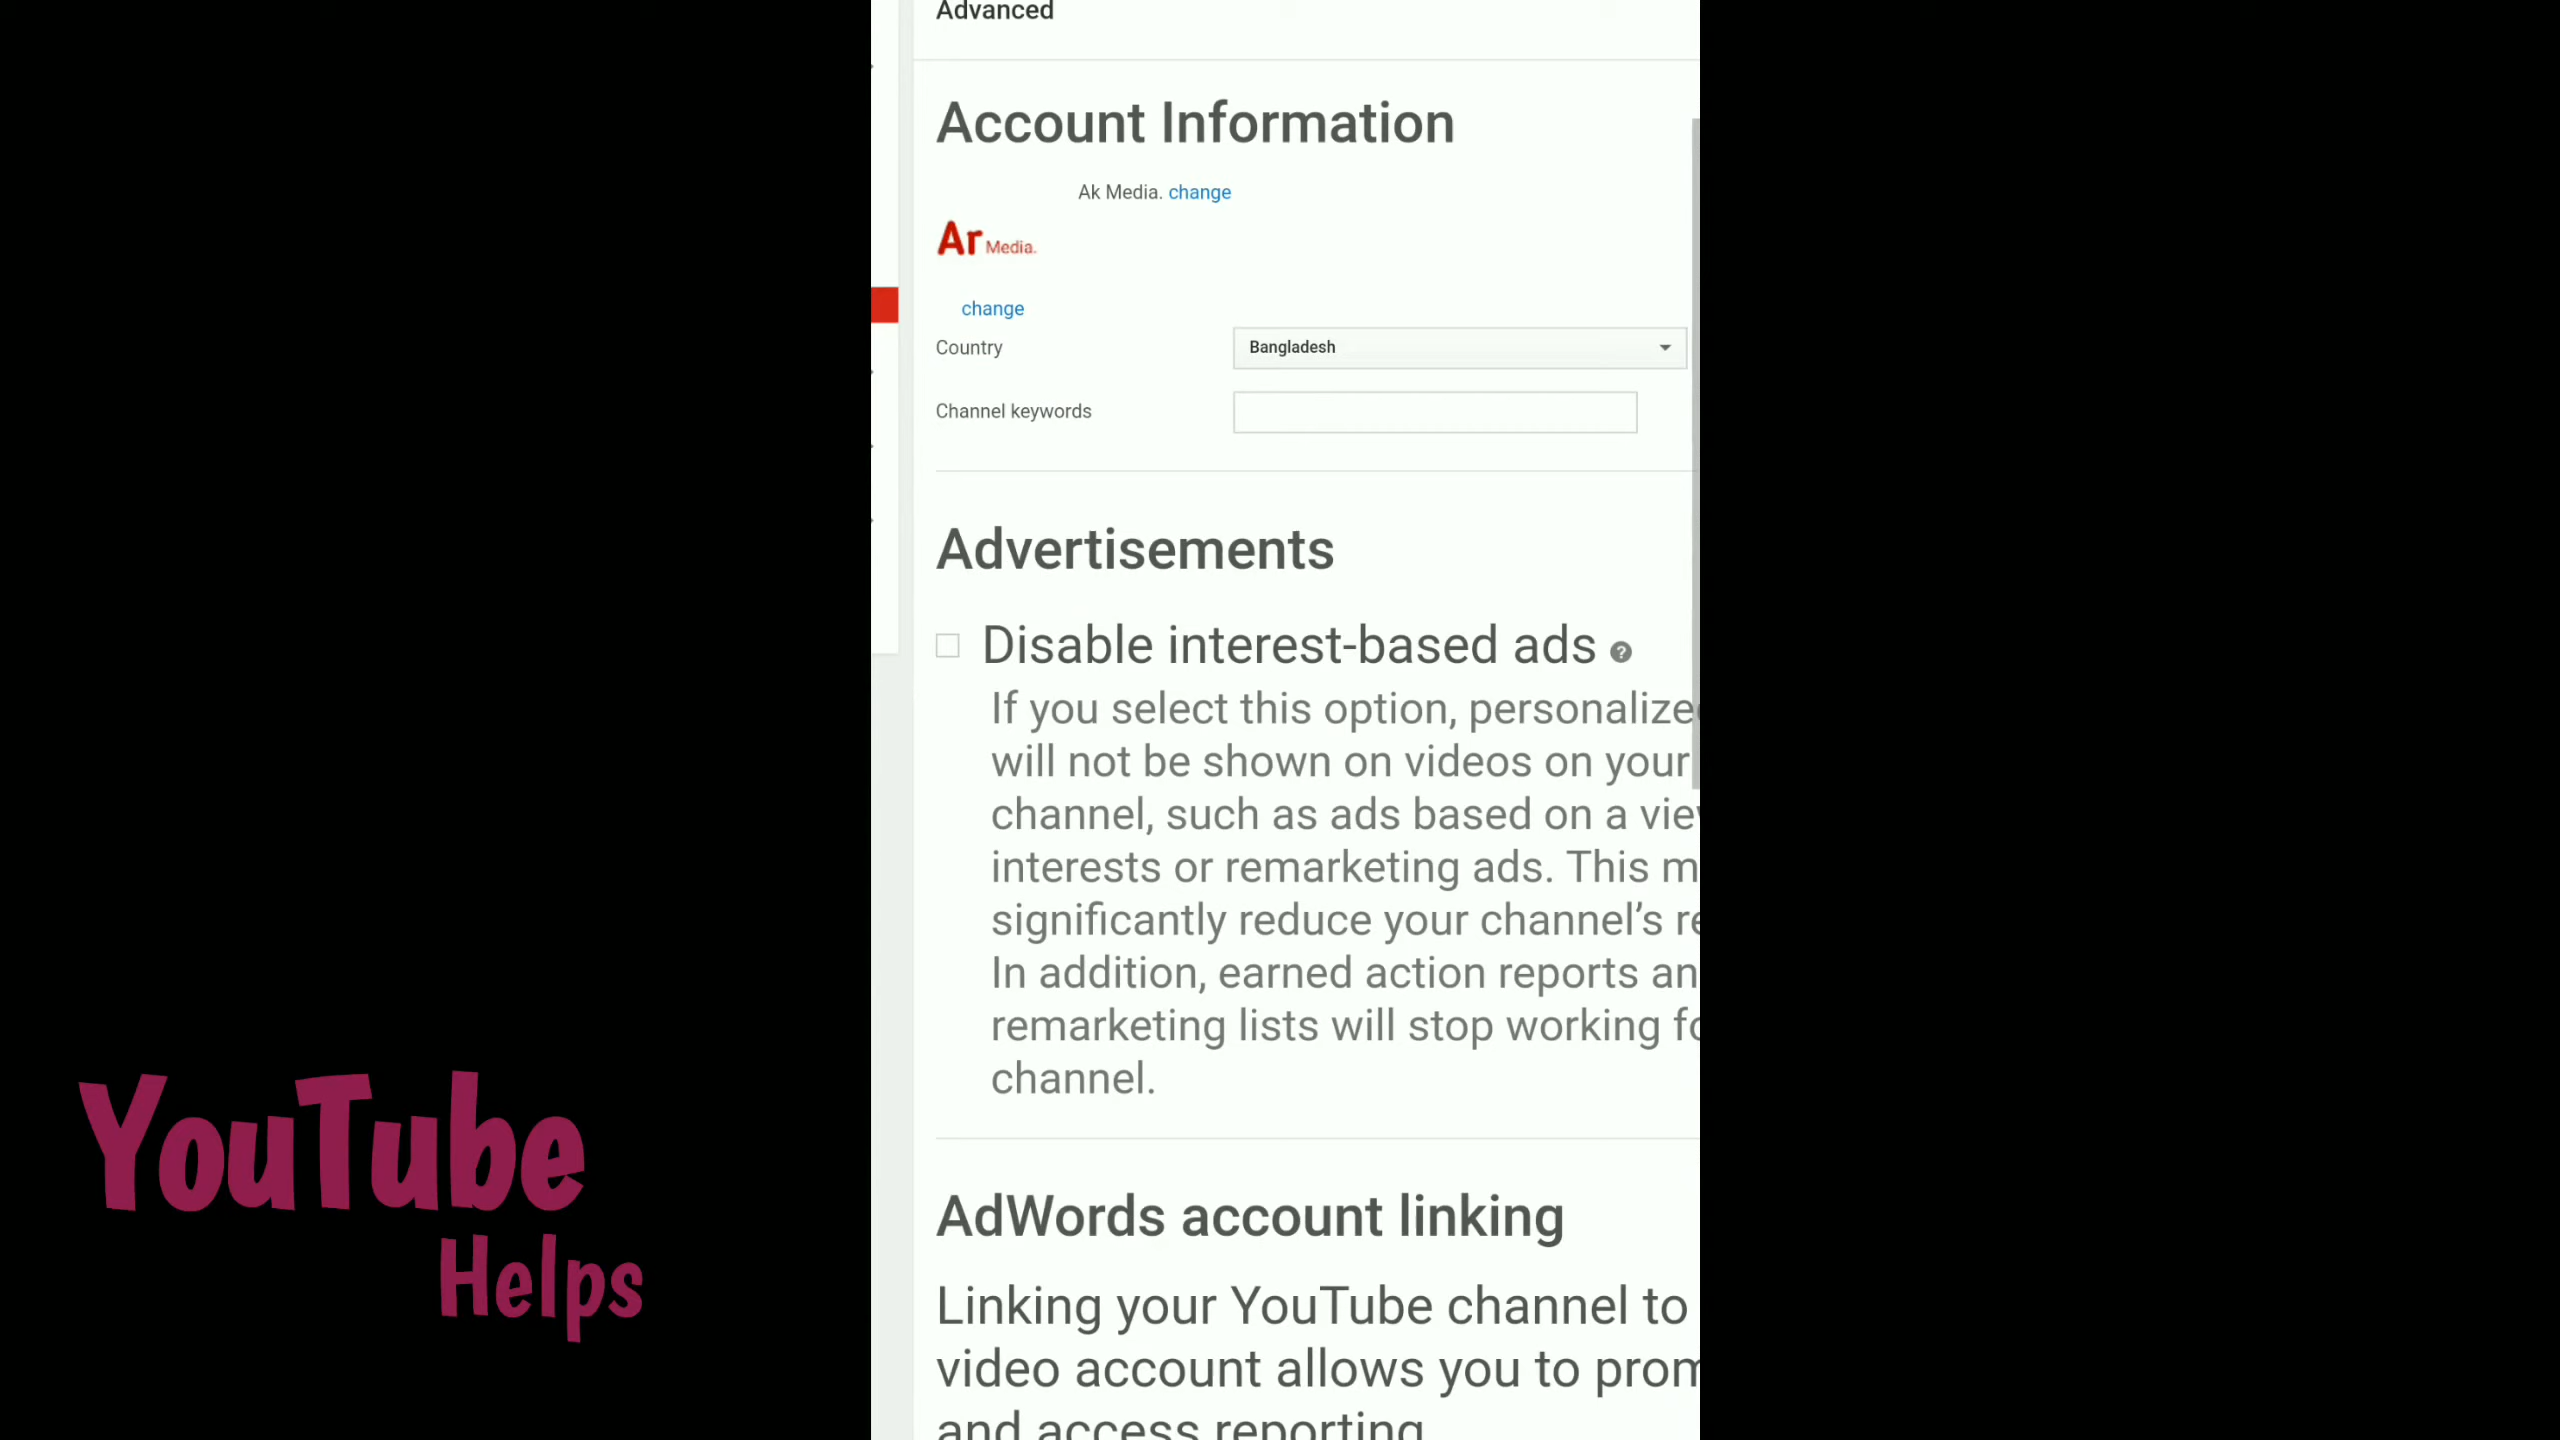 Advanced
Account Information
Ak Media. change
Ar Media.
change
Country
Bangladesh
Channel keywords
Advertisements
Disable interest-based ads ?
If you select this option, personalize
will not be shown on videos on your
channel, such as ads based on a vie
interests or remarketing ads. This m
significantly reduce your channel’s re
In addition, earned action reports an
remarketing lists will stop working fo
channel.
AdWords account linking
Linking your YouTube channel to
video account allows you to prom
and access reporting
YouTube
Helps